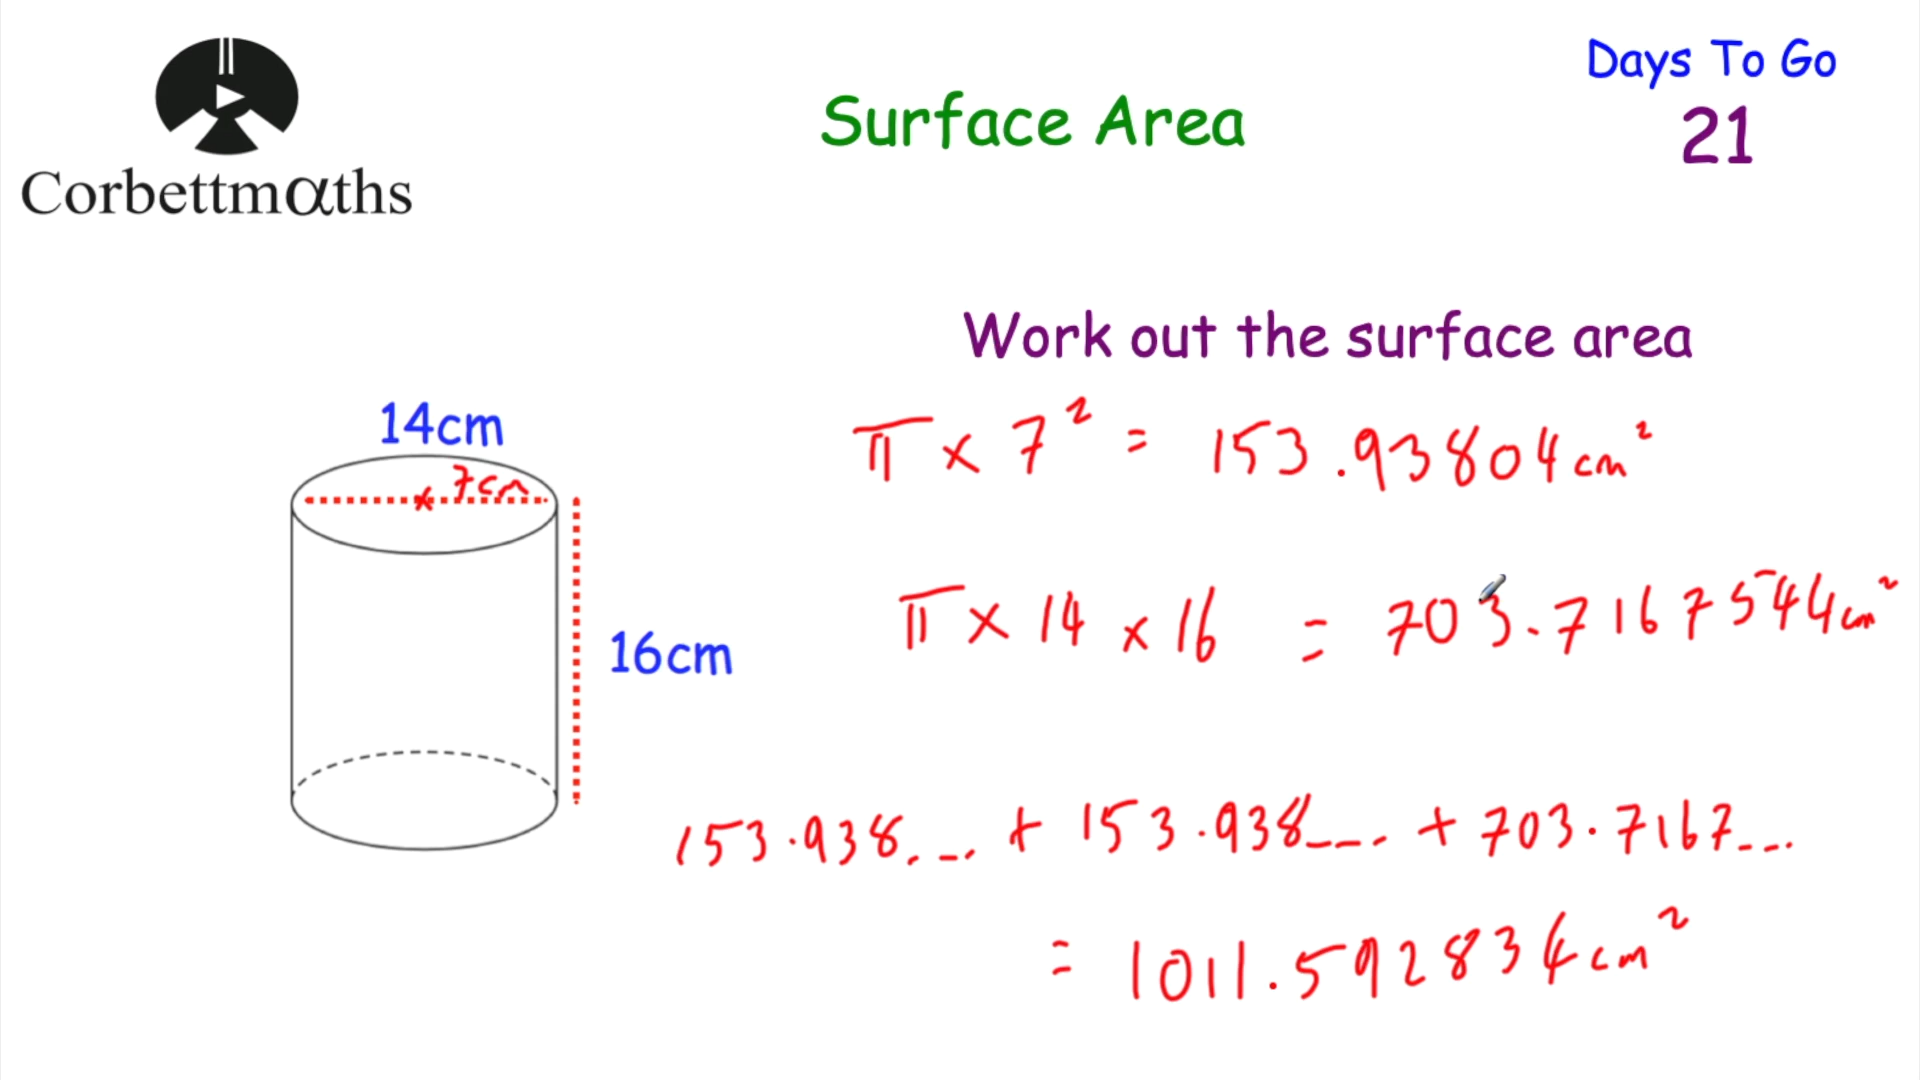 Corbettmαths
Surface Area
Days To Go
21
Work out the surface area
14cm
7cm
16cm
π × 7² = 153.93804cm²
π × 14 × 16 = 703.7167544cm²
153.938... + 153.938... + 703.7167...
= 1011.592834cm²